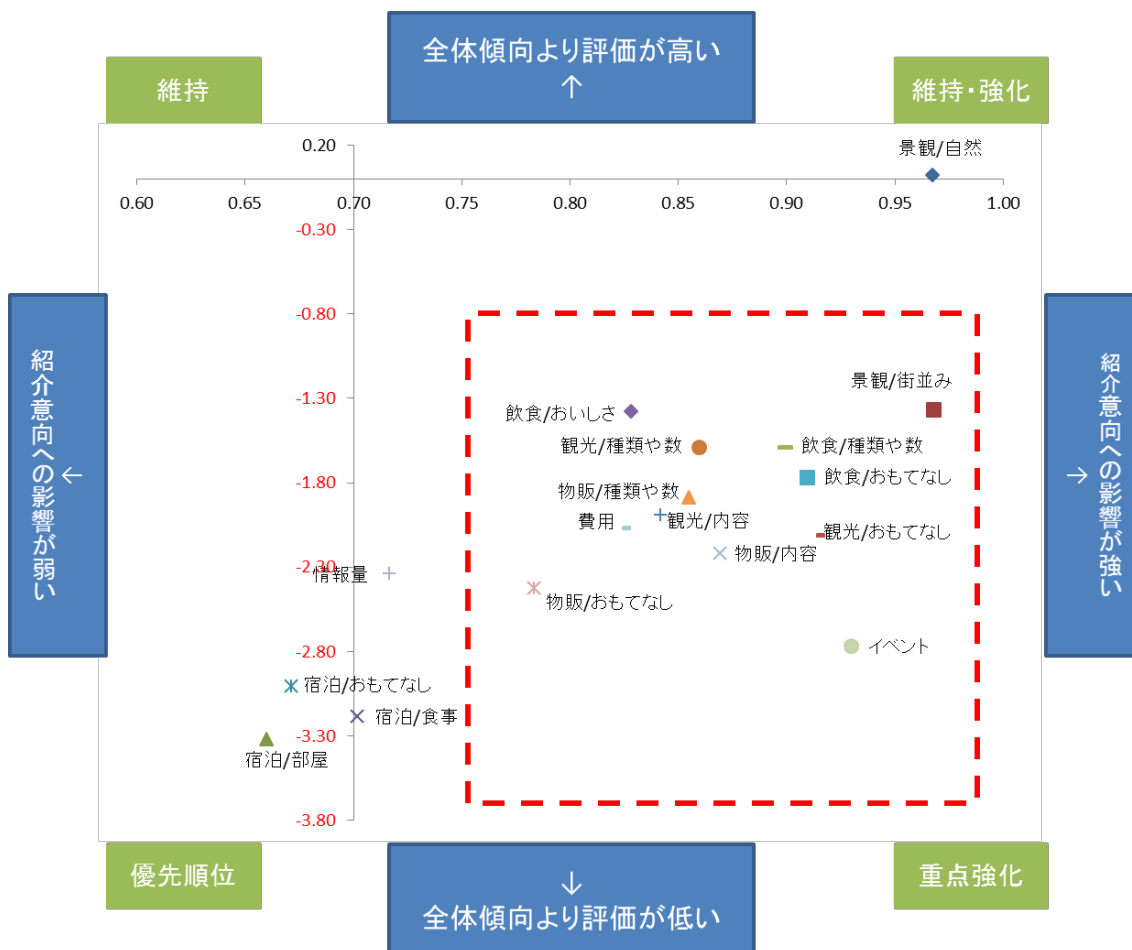 全体傾向より評価が高い
↑
維持
維持・強化
0.20
景観/自然
0.60
0.65
0.70
0.75
0.80
0.85
0.90
0.95
1.00
-0.30
-0.80
-1.30
-1.80
-2.30
-2.80
-3.30
-3.80
景観/街並み
飲食/おいしさ
観光/種類や数
飲食/種類や数
飲食/おもてなし
物販/種類や数
費用
観光/内容
観光/おもてなし
物販/内容
情報量
物販/おもてなし
イベント
宿泊/おもてなし
宿泊/食事
宿泊/部屋
紹介意向への影響が弱い
←
→
紹介意向への影響が強い
優先順位
重点強化
↓
全体傾向より評価が低い